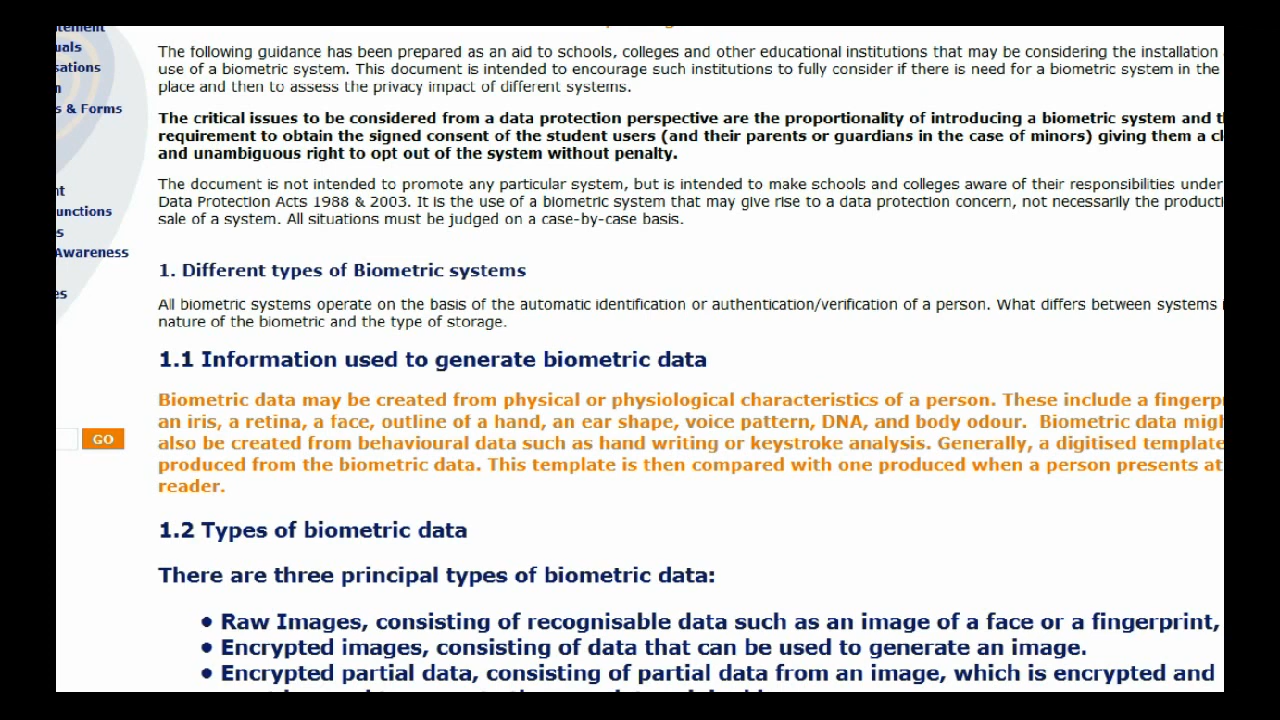 uals
sations
s & Forms
unctions
s
Awareness
es
GO
The following guidance has been prepared as an aid to schools, colleges and other educational institutions that may be considering the installation
use of a biometric system. This document is intended to encourage such institutions to fully consider if there is need for a biometric system in the
place and then to assess the privacy impact of different systems.
The critical issues to be considered from a data protection perspective are the proportionality of introducing a biometric system and
requirement to obtain the signed consent of the student users (and their parents or guardians in the case of minors) giving them a
and unambiguous right to opt out of the system without penalty.
The document is not intended to promote any particular system, but is intended to make schools and colleges aware of their responsibilities under
Data Protection Acts 1988 & 2003. It is the use of a biometric system that may give rise to a data protection concern, not necessarily the producti
sale of a system. All situations must be judged on a case-by-case basis.
1. Different types of Biometric systems
All biometric systems operate on the basis of the automatic identification or authentication/verification of a person. What differs between systems
nature of the biometric and the type of storage.
1.1 Information used to generate biometric data
Biometric data may be created from physical or physiological characteristics of a person. These include a fingerp
an iris, a retina, a face, outline of a hand, an ear shape, voice pattern, DNA, and body odour. Biometric data migh
also be created from behavioural data such as hand writing or keystroke analysis. Generally, a digitised template
produced from the biometric data. This template is then compared with one produced when a person presents at
reader.
1.2 Types of biometric data
There are three principal types of biometric data:
• Raw Images, consisting of recognisable data such as an image of a face or a fingerprint,
• Encrypted images, consisting of data that can be used to generate an image.
• Encrypted partial data, consisting of partial data from an image, which is encrypted and